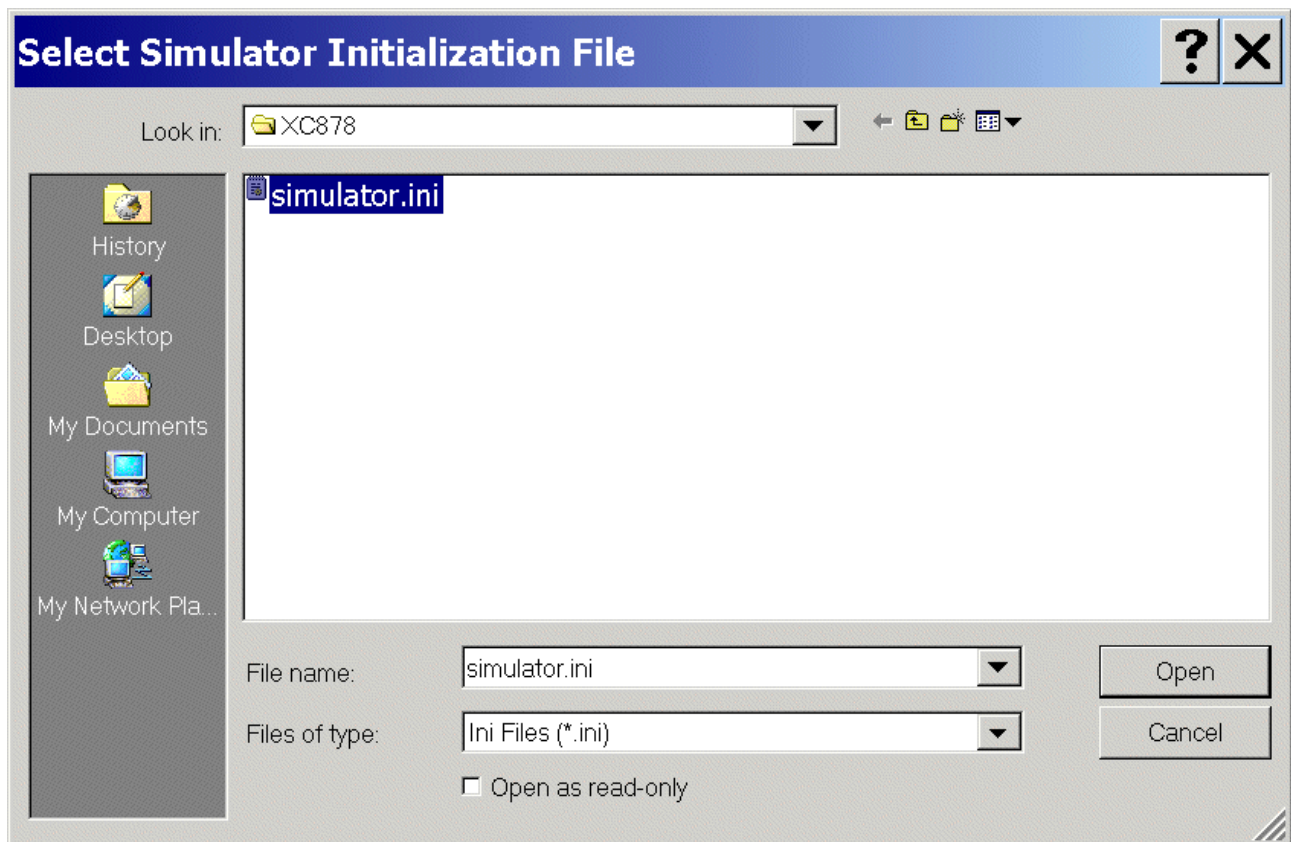 Select Simulator Initialization File
Look in: XC878
simulator.ini
History
Desktop
My Documents
My Computer
My Network Pla...
File name: simulator.ini
Open
Files of type: Ini Files (*.ini)
Cancel
Open as read-only